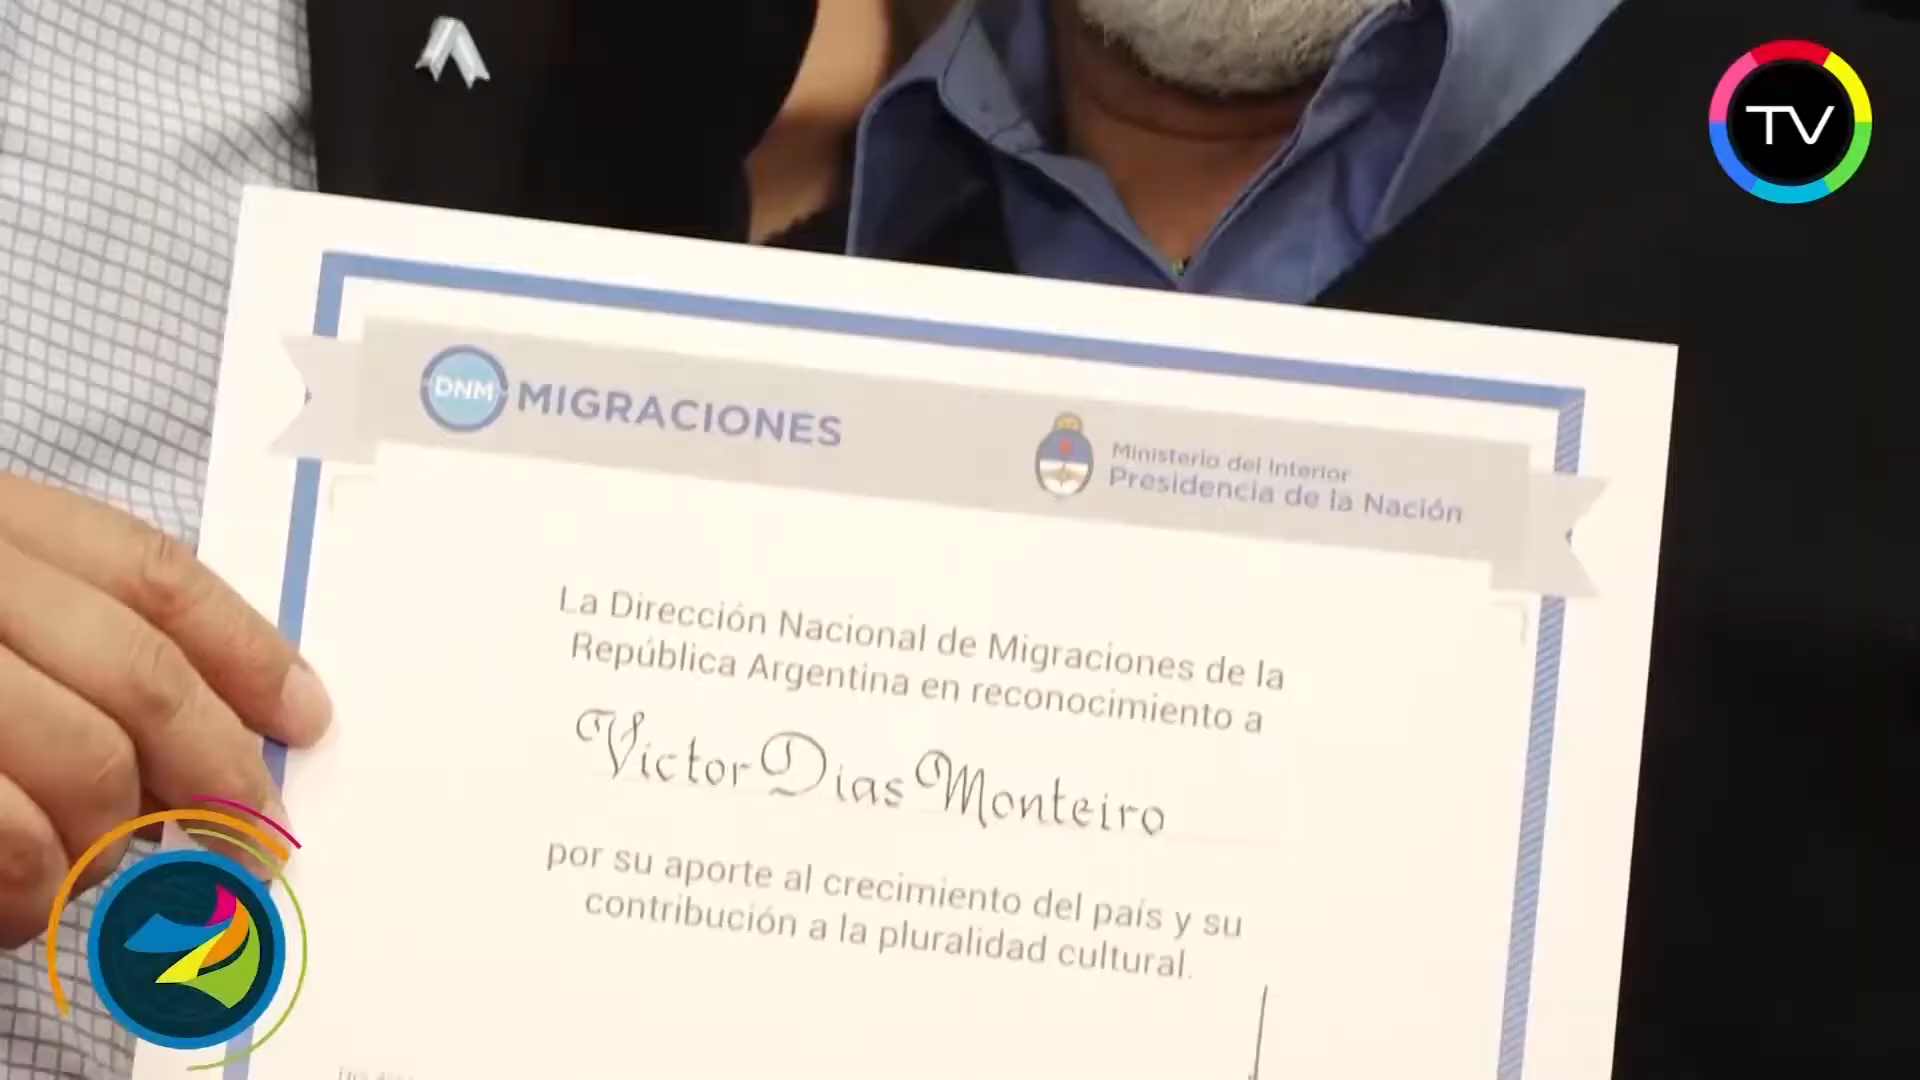 TV
DNM MIGRACIONES
Ministerio del Interior
Presidencia de la Nación
La Dirección Nacional de Migraciones de la
República Argentina en reconocimiento a
Victor Dias Monteiro
por su aporte al crecimiento del país y su
contribución a la pluralidad cultural.